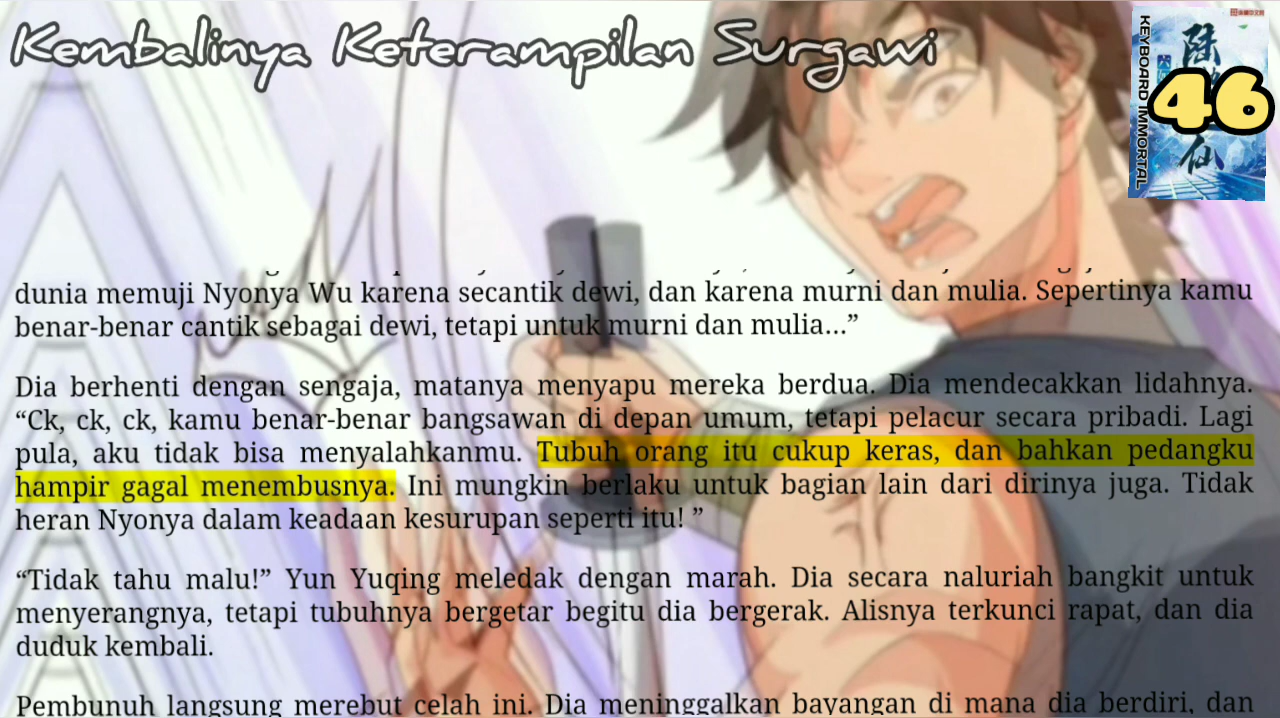 Kembalinya Keterampilan Surgawi
KEYBOARD IMMORTAL
46
dunia memuji Nyonya Wu karena secantik dewi, dan karena murni dan mulia. Sepertinya kamu
benar-benar cantik sebagai dewi, tetapi untuk murni dan mulia…”
Dia berhenti dengan sengaja, matanya menyapu mereka berdua. Dia mendecakkan lidahnya.
“Ck, ck, ck, kamu benar-benar bangsawan di depan umum, tetapi pelacur secara pribadi. Lagi
pula, aku tidak bisa menyalahkanmu. Tubuh orang itu cukup keras, dan bahkan pedangku
hampir gagal menembusnya. Ini mungkin berlaku untuk bagian lain dari dirinya juga. Tidak
heran Nyonya dalam keadaan kesurupan seperti itu! ”
“Tidak tahu malu!” Yun Yuqing meledak dengan marah. Dia secara naluriah bangkit untuk
menyerangnya, tetapi tubuhnya bergetar begitu dia bergerak. Alisnya terkunci rapat, dan dia
duduk kembali.
Pembunuh langsung merebut celah ini. Dia meninggalkan bayangan di mana dia berdiri, dan